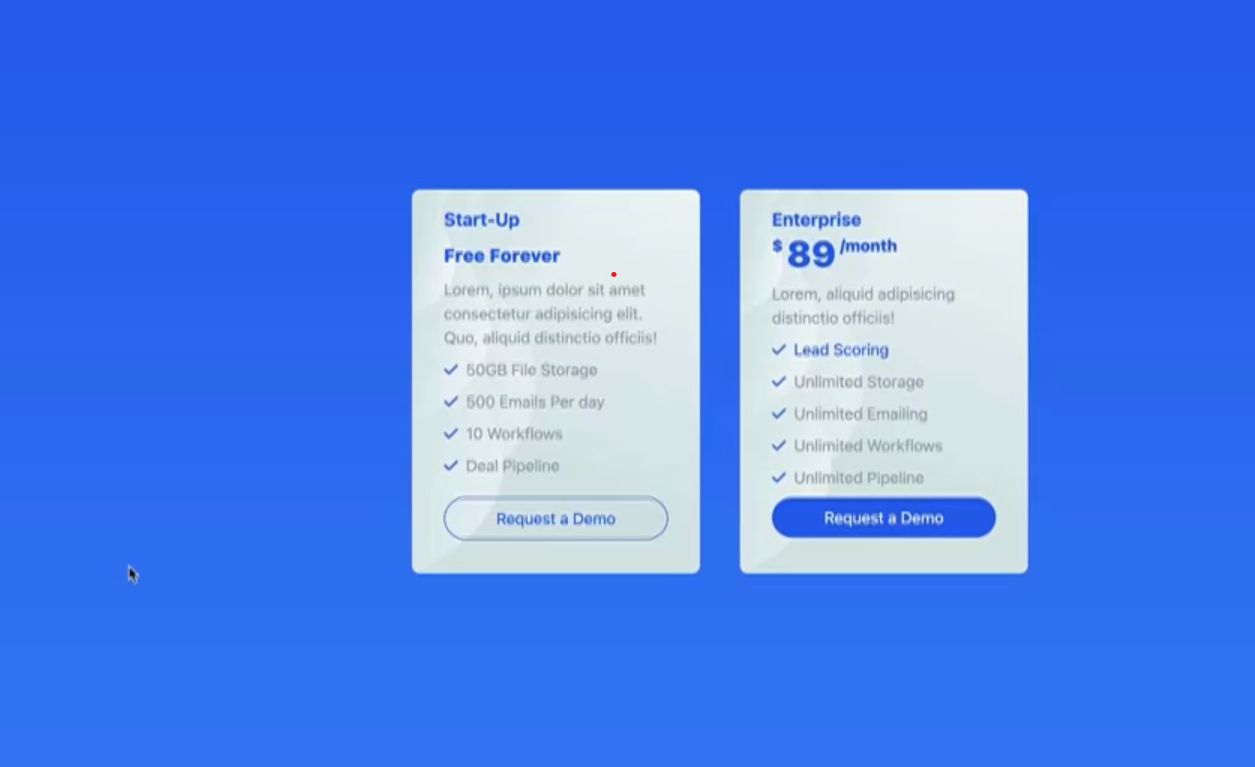 Start-Up
Free Forever
Lorem, ipsum dolor sit amet
consectetur adipisicing elit.
Quo, aliquid distinctio officiis!
50GB File Storage
500 Emails Per day
10 Workflows
Deal Pipeline
Request a Demo
Enterprise
$ 89 /month
Lorem, aliquid adipisicing
distinctio officiis!
Lead Scoring
Unlimited Storage
Unlimited Emailing
Unlimited Workflows
Unlimited Pipeline
Request a Demo